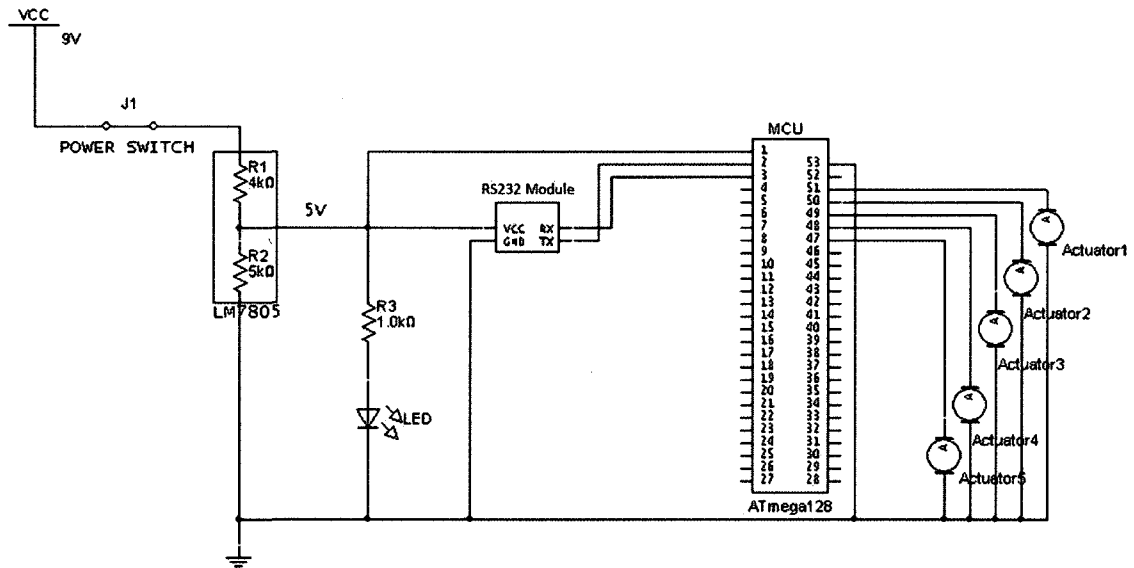 VCC
9V
J1
POWER SWITCH
R1
4kΩ
5V
R2
5kΩ
LM7805
R3
1.0kΩ
LED
RS232 Module
VCC RX
GND TX
MCU
1
2 53
3 52
4 51
5 50
6 49
7 48
8 47
9 46
10 45
11 44
12 43
13 42
14 41
15 40
16 39
17 38
18 37
19 36
20 35
21 34
22 33
23 32
24 31
25 30
26 29
27 28
ATmega128
A
Actuator1
A
Actuator2
A
Actuator3
A
Actuator4
A
Actuator5